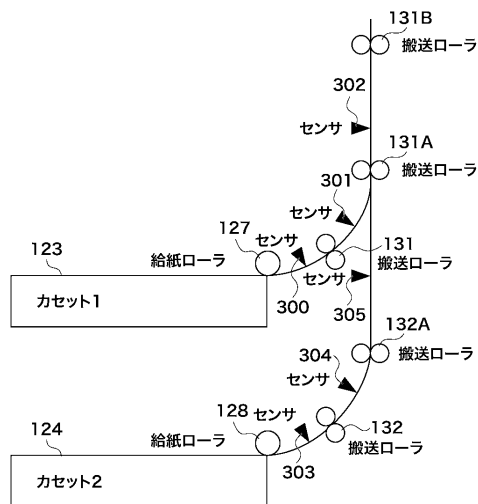 131B
搬送ローラ
302
センサ
131A
搬送ローラ
301
センサ
127
センサ
131
搬送ローラ
123
給紙ローラ
センサ
カセット1
300
305
132A
搬送ローラ
304
センサ
128
センサ
124
給紙ローラ
132
搬送ローラ
303
カセット2